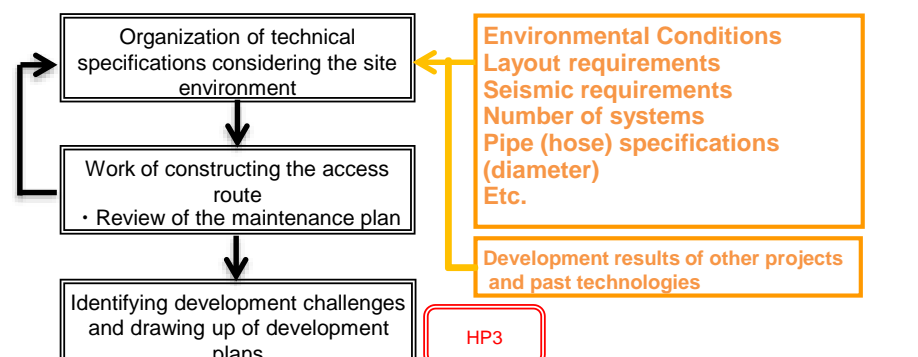 Organization of technical
specifications considering the site
environment
Work of constructing the access
route
・Review of the maintenance plan
Identifying development challenges
and drawing up of development
plans
HP3
Environmental Conditions
Layout requirements
Seismic requirements
Number of systems
Pipe (hose) specifications
(diameter)
Etc.
Development results of other projects
and past technologies